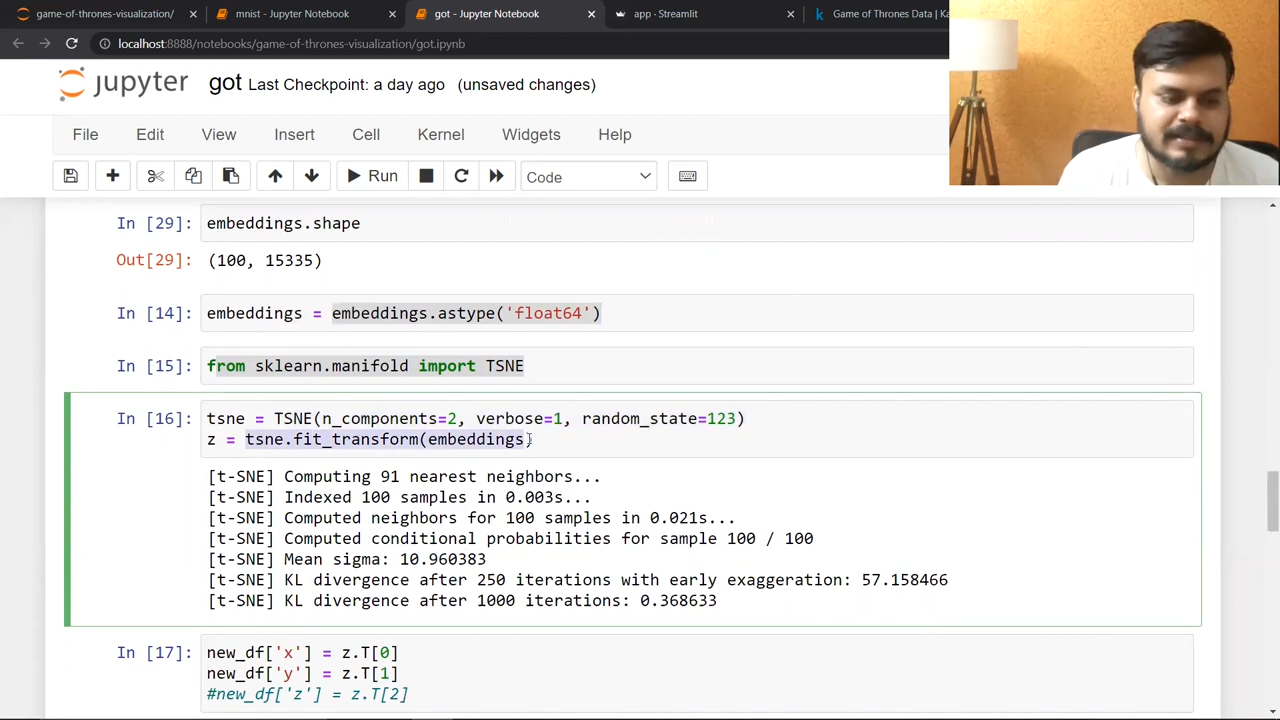 game-of-thrones-visualization/
mnist - Jupyter Notebook
got - Jupyter Notebook
app · Streamlit
Game of Thrones Data | Ka
localhost:8888/notebooks/game-of-thrones-visualization/got.ipynb
jupyter got Last Checkpoint: a day ago (unsaved changes)
File Edit View Insert Cell Kernel Widgets Help
Run Code
In [29]: embeddings.shape
Out[29]: (100, 15335)
In [14]: embeddings = embeddings.astype('float64')
In [15]: from sklearn.manifold import TSNE
In [16]: tsne = TSNE(n_components=2, verbose=1, random_state=123)
z = tsne.fit_transform(embeddings)
[t-SNE] Computing 91 nearest neighbors...
[t-SNE] Indexed 100 samples in 0.003s...
[t-SNE] Computed neighbors for 100 samples in 0.021s...
[t-SNE] Computed conditional probabilities for sample 100 / 100
[t-SNE] Mean sigma: 10.960383
[t-SNE] KL divergence after 250 iterations with early exaggeration: 57.158466
[t-SNE] KL divergence after 1000 iterations: 0.368633
In [17]: new_df['x'] = z.T[0]
new_df['y'] = z.T[1]
#new_df['z'] = z.T[2]